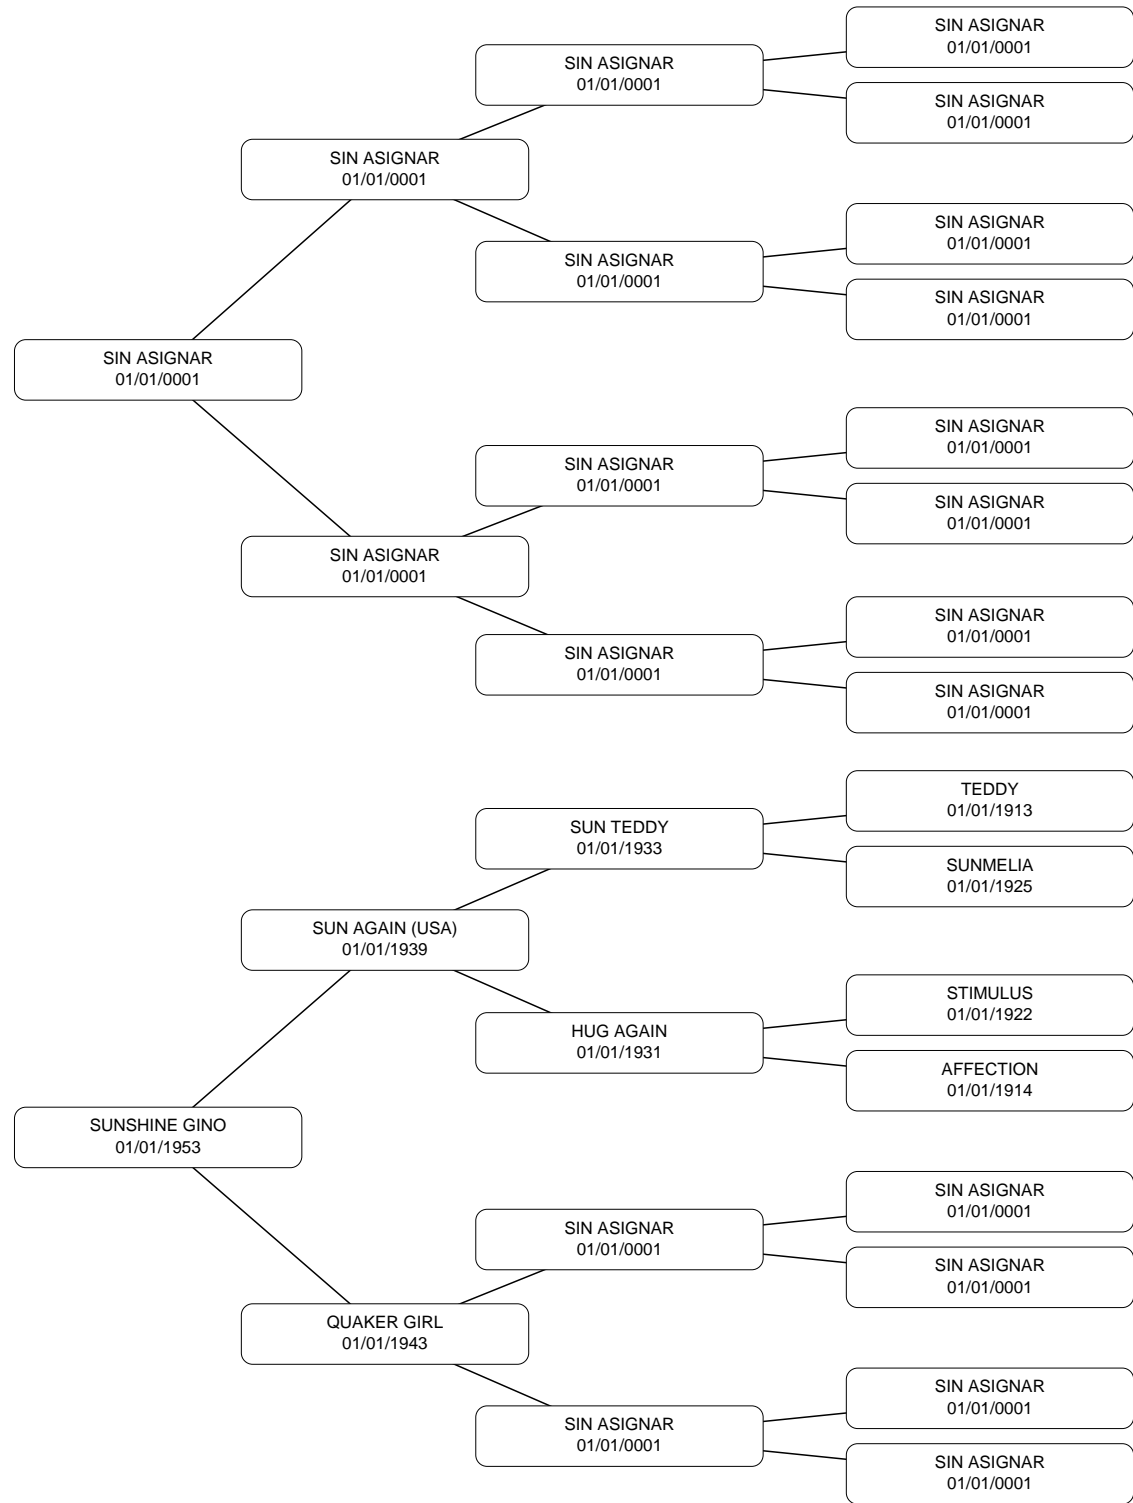 SIN ASIGNAR
01/01/0001
SIN ASIGNAR
01/01/0001
SIN ASIGNAR
01/01/0001
SIN ASIGNAR
01/01/0001
SIN ASIGNAR
01/01/0001
SIN ASIGNAR
01/01/0001
SIN ASIGNAR
01/01/0001
SIN ASIGNAR
01/01/0001
SIN ASIGNAR
01/01/0001
SIN ASIGNAR
01/01/0001
SIN ASIGNAR
01/01/0001
SIN ASIGNAR
01/01/0001
SIN ASIGNAR
01/01/0001
SIN ASIGNAR
01/01/0001
SIN ASIGNAR
01/01/0001
TEDDY
01/01/1913
SUN TEDDY
01/01/1933
SUNMELIA
01/01/1925
SUN AGAIN (USA)
01/01/1939
STIMULUS
01/01/1922
HUG AGAIN
01/01/1931
AFFECTION
01/01/1914
SUNSHINE GINO
01/01/1953
SIN ASIGNAR
01/01/0001
SIN ASIGNAR
01/01/0001
SIN ASIGNAR
01/01/0001
QUAKER GIRL
01/01/1943
SIN ASIGNAR
01/01/0001
SIN ASIGNAR
01/01/0001
SIN ASIGNAR
01/01/0001